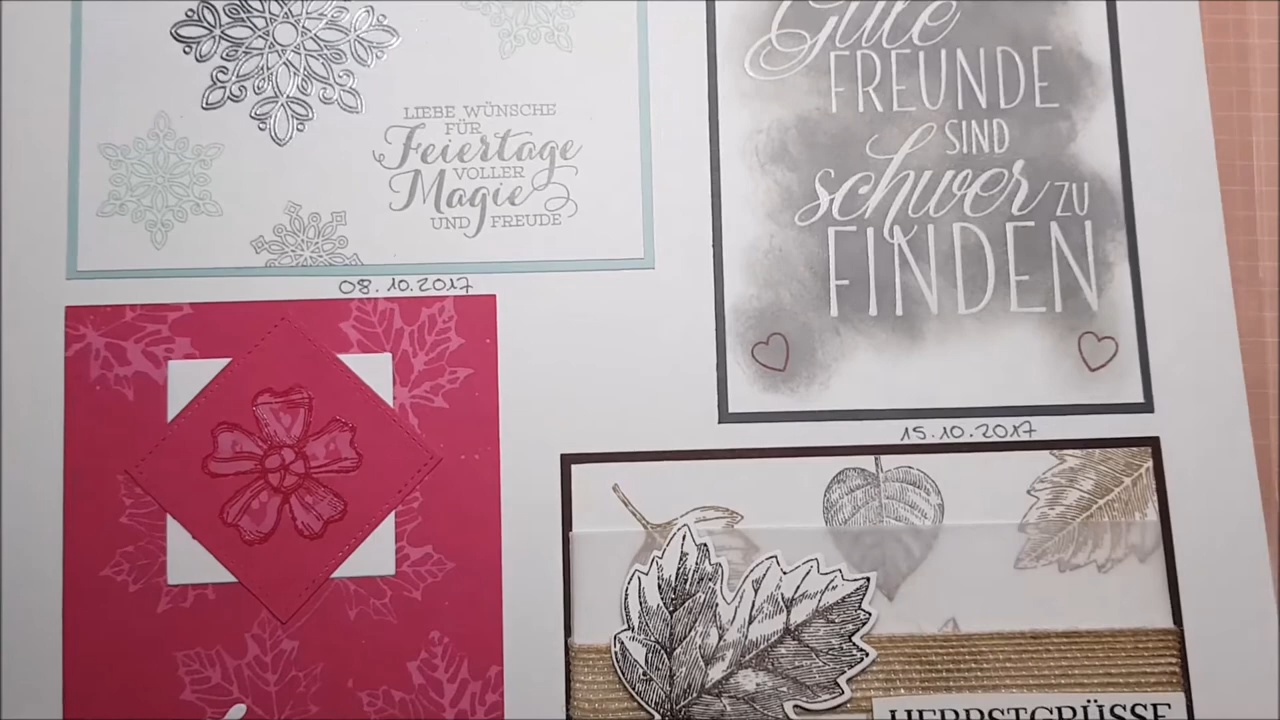 LIEBE WÜNSCHE
FÜR
Feiertage
VOLLER
Magie
UND FREUDE
08.10.2017
Gute
FREUNDE
SIND
schwer ZU
FINDEN
15.10.2017
HERBSTGRÜSSE